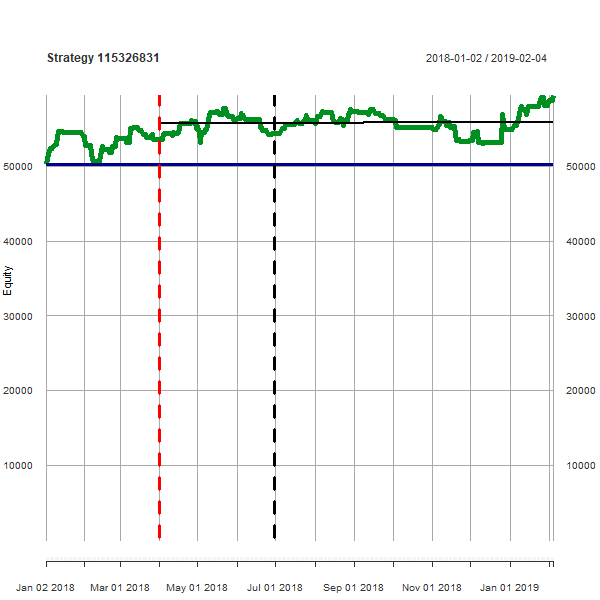 Strategy 115326831
2018-01-02 / 2019-02-04
50000 50000
40000 40000
Equity
30000 30000
20000 20000
10000 10000
Jan 02 2018 Mar 01 2018 May 01 2018 Jul 01 2018 Sep 01 2018 Nov 01 2018 Jan 01 2019